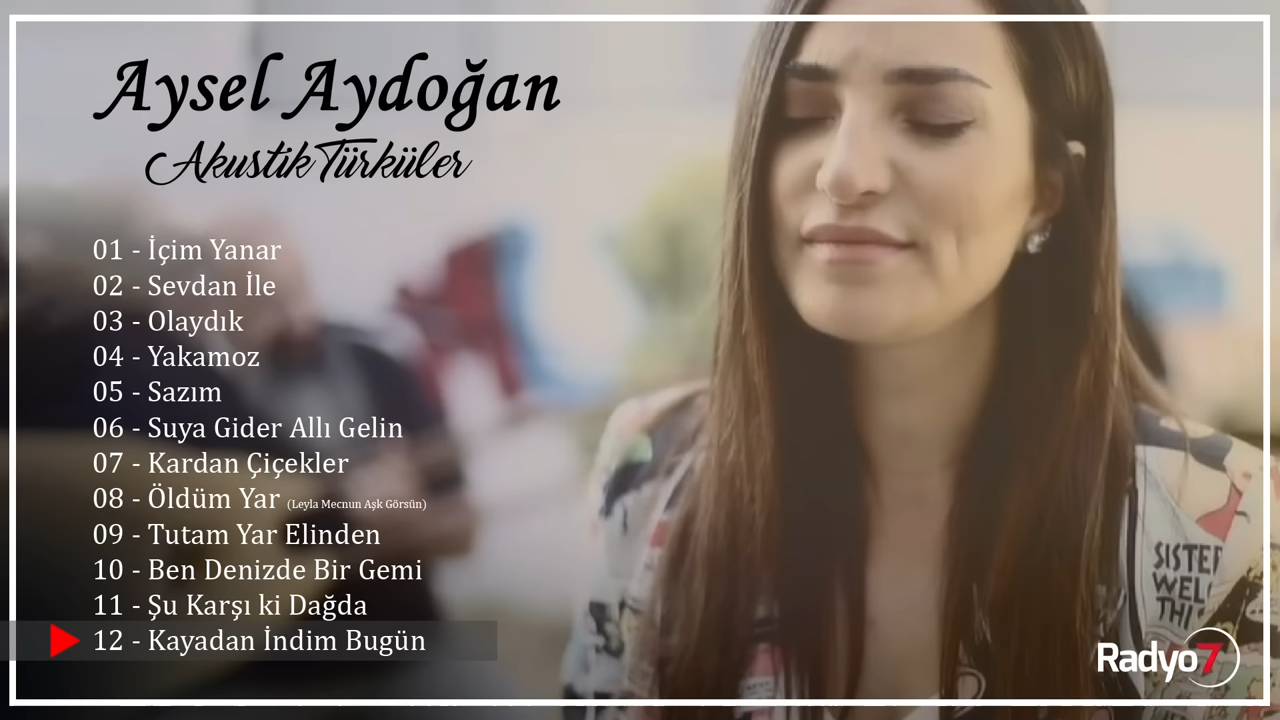 Aysel Aydoğan
Akustik Türküler
01 - İçim Yanar
02 - Sevdan İle
03 - Olaydık
04 - Yakamoz
05 - Sazım
06 - Suya Gider Allı Gelin
07 - Kardan Çiçekler
08 - Öldüm Yar (Leyla Mecnun Aşk Görsün)
09 - Tutam Yar Elinden
10 - Ben Denizde Bir Gemi
11 - Şu Karşı ki Dağda
12 - Kayadan İndim Bugün
SISTER
Radyo7